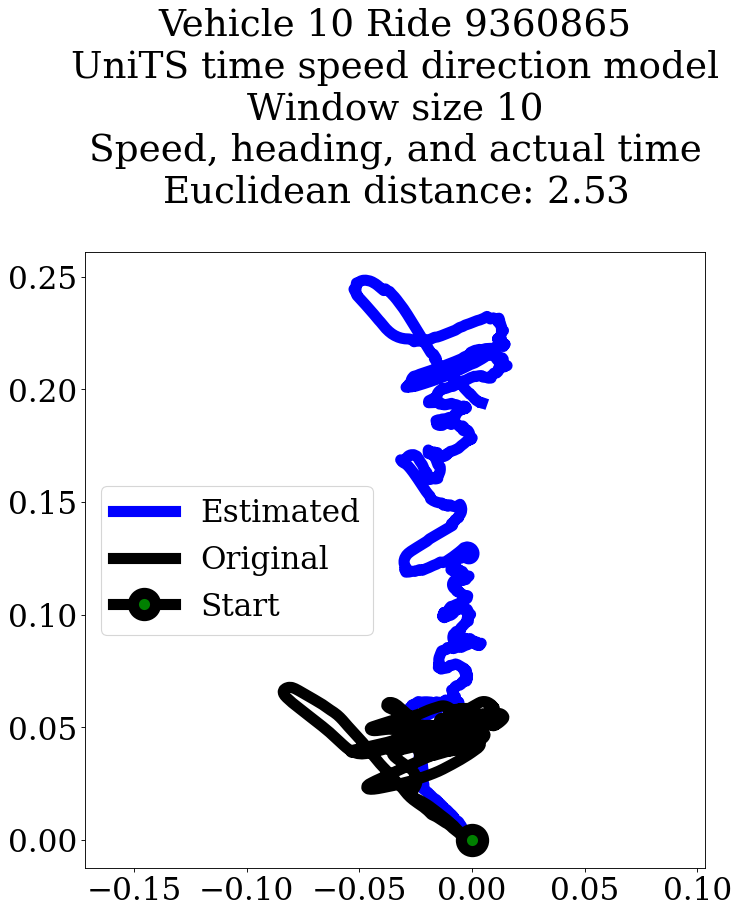 Vehicle 10 Ride 9360865
UniTS time speed direction model
Window size 10
Speed, heading, and actual time
Euclidean distance: 2.53
0.25
0.20
0.15
0.10
0.05
0.00
Estimated
Original
Start
−0.15 −0.10 −0.05 0.00 0.05 0.10